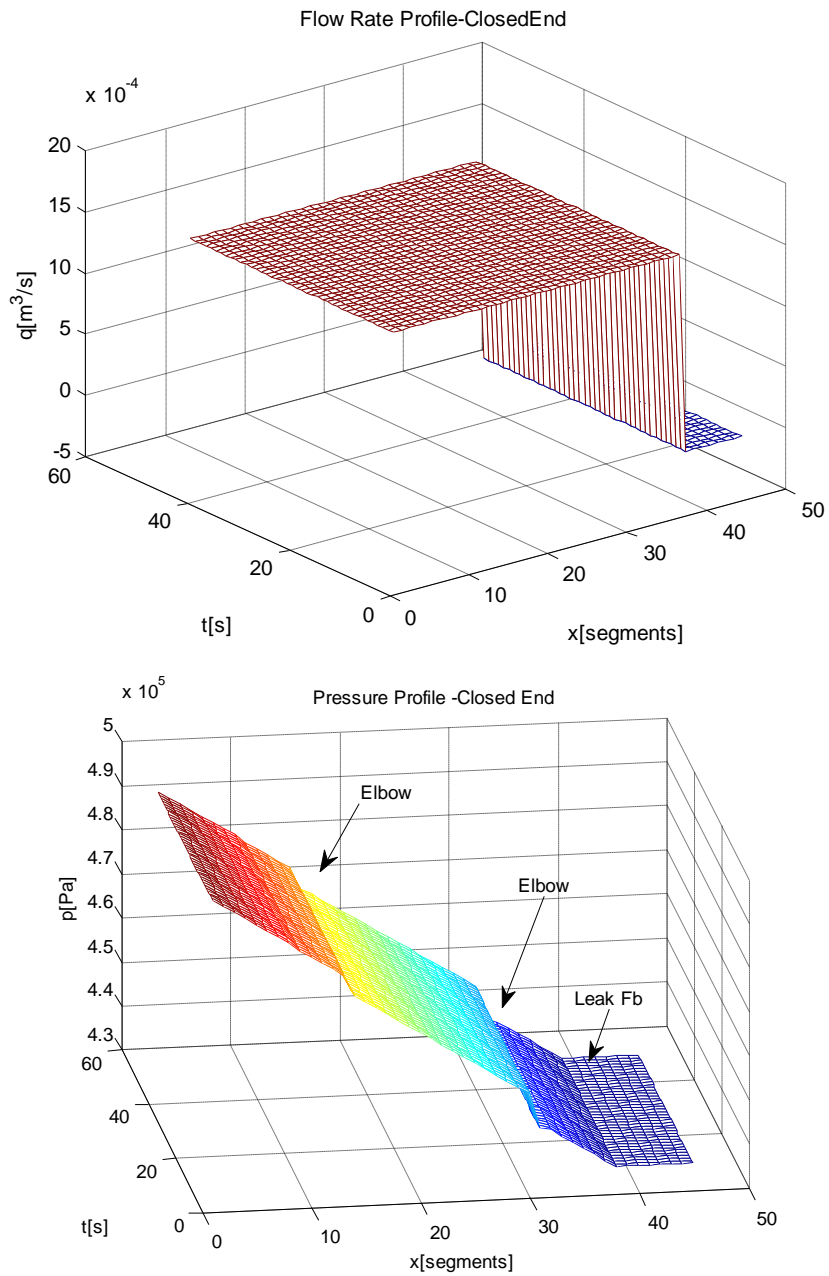 Flow Rate Profile-ClosedEnd
x 10^-4
20
15
10
5
0
-5
q[m^3/s]
60
40
20
0
t[s]
0
10
20
30
40
50
x[segments]
Pressure Profile -Closed End
x 10^5
5
4.9
4.8
4.7
4.6
4.5
4.4
4.3
p[Pa]
Elbow
Elbow
Leak Fb
60
40
20
0
t[s]
0
10
20
30
40
50
x[segments]